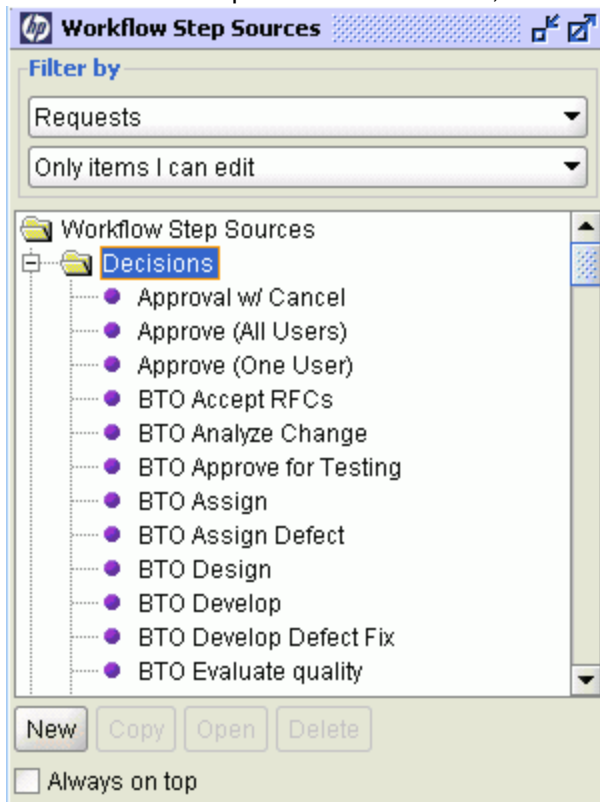 hp Workflow Step Sources
Filter by
Requests
Only items I can edit
Workflow Step Sources
Decisions
Approval w/ Cancel
Approve (All Users)
Approve (One User)
BTO Accept RFCs
BTO Analyze Change
BTO Approve for Testing
BTO Assign
BTO Assign Defect
BTO Design
BTO Develop
BTO Develop Defect Fix
BTO Evaluate quality
New Copy Open Delete
Always on top